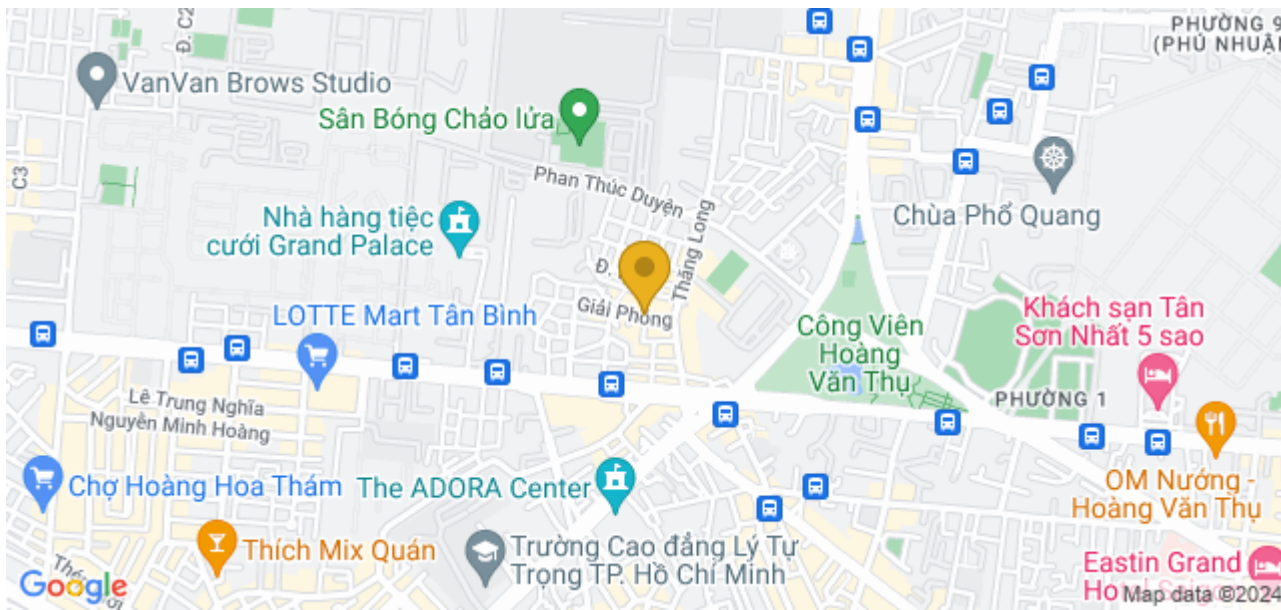 PHƯỜNG 9
(PHÚ NHUẬN
Đ. C2
VanVan Brows Studio
Sân Bóng Chảo lửa
C3
Phan Thúc Duyện
Chùa Phổ Quang
Nhà hàng tiệc
cưới Grand Palace
Thăng Long
Đ.
Giải Phóng
Khách sạn Tân
Sơn Nhất 5 sao
LOTTE Mart Tân Bình
Công Viên
Hoàng
Văn Thụ
Lê Trung Nghĩa
Nguyễn Minh Hoàng
PHƯỜNG 1
Chợ Hoàng Hoa Thám
The ADORA Center
OM Nướng -
Hoàng Văn Thụ
Thích Mix Quán
Trường Cao đẳng Lý Tự
Trọng TP. Hồ Chí Minh
Eastin Grand
Google
Map data ©2024